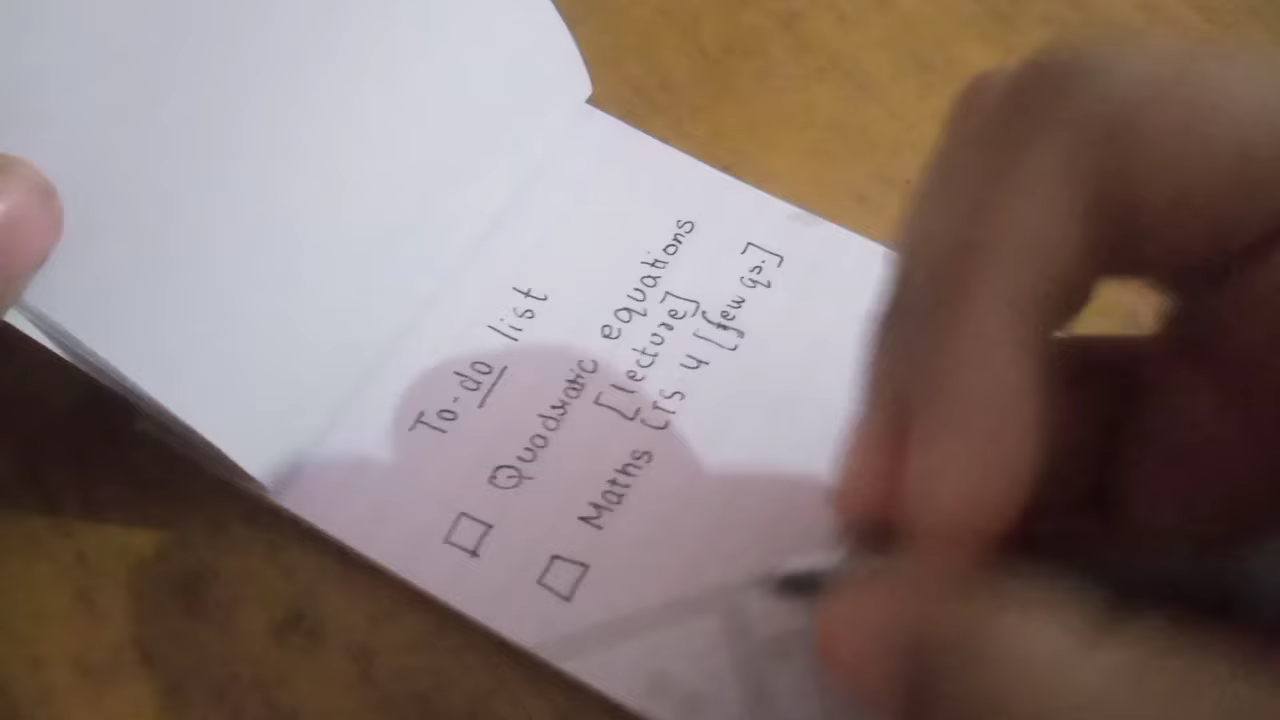 To-do list
Quadratic equations
[lecture]
Maths [TS 4 [few qs.]